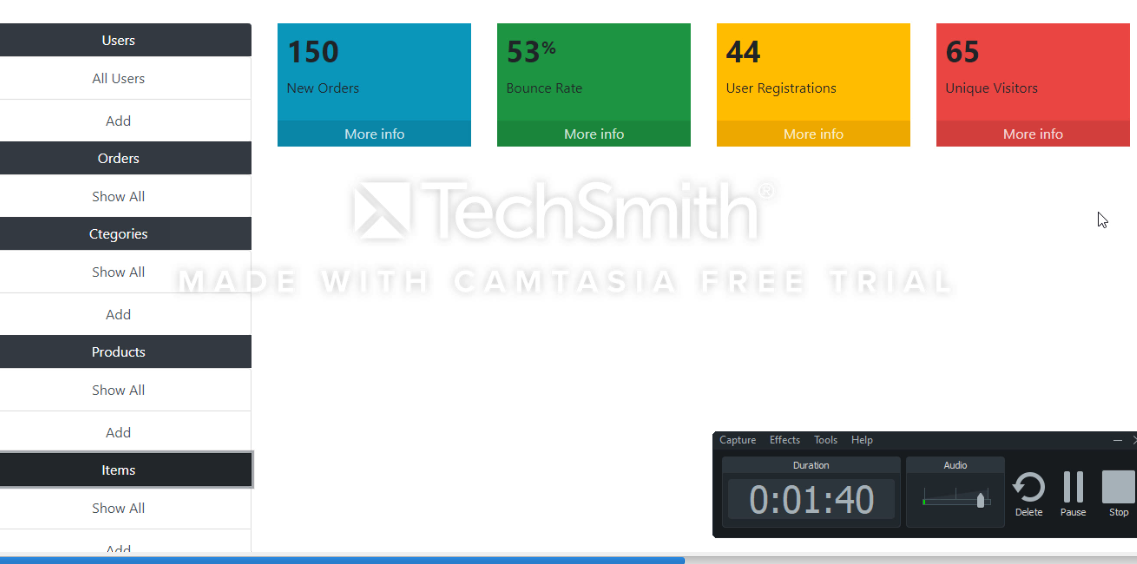 Users
All Users
Add
Orders
Show All
Ctegories
Show All
Add
Products
Show All
Add
Items
Show All
Add
150
New Orders
More info
53%
Bounce Rate
More info
44
User Registrations
More info
65
Unique Visitors
More info
TechSmith®
MADE WITH CAMTASIA FREE TRIAL
Capture Effects Tools Help
Duration
0:01:40
Audio
Delete Pause Stop